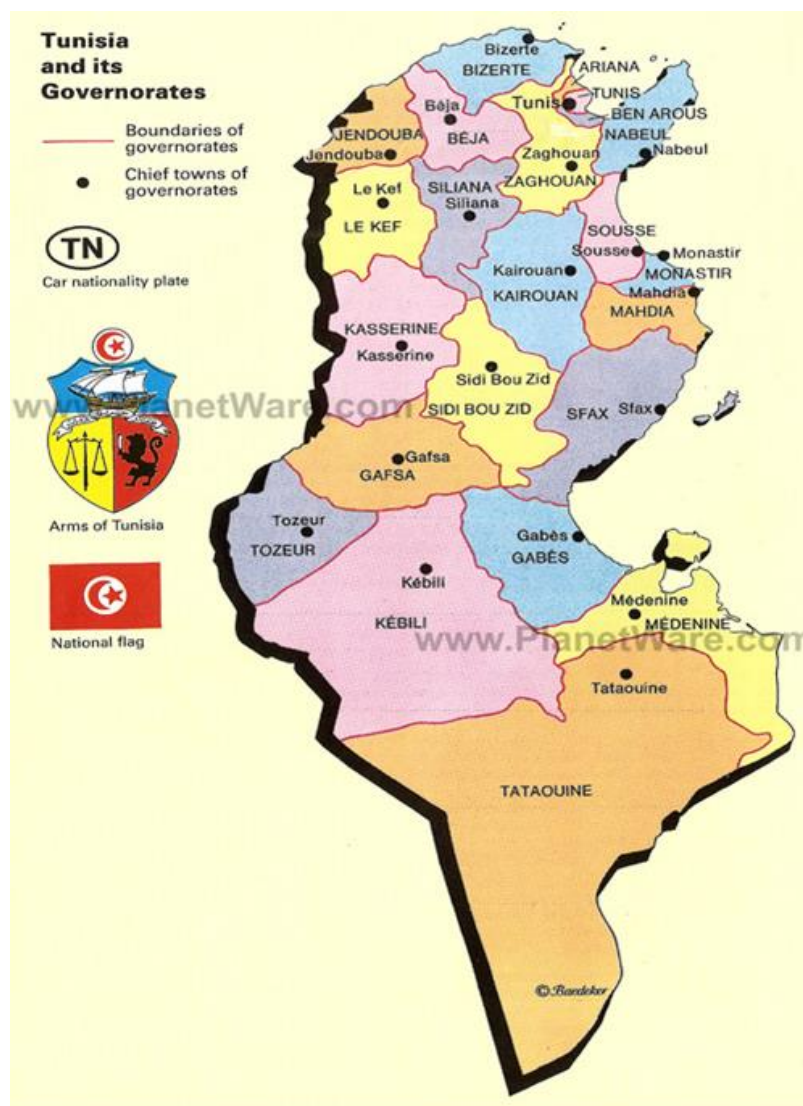 Tunisia
and its
Governorates
Boundaries of
governorates
Chief towns of
governorates
TN
Car nationality plate
Arms of Tunisia
National flag
Bizerte
BIZERTE
ARIANA
TUNIS
Tunis
BEN AROUS
NABEUL
Nabeul
Bèja
BÉJA
JENDOUBA
Jendouba
Zaghouan
ZAGHOUAN
Le Kef
LE KEF
SILIANA
Siliana
SOUSSE
Sousse
Monastir
MONASTIR
Kairouan
KAIROUAN
Mahdia
MAHDIA
KASSERINE
Kasserine
Sidi Bou Zid
SIDI BOU ZID
www.PlanetWare.com
SFAX
Sfax
Gafsa
GAFSA
Tozeur
TOZEUR
Gabès
GABÈS
Kébili
KÉBILI
Médenine
MÉDENINE
www.PlanetWare.com
Tataouine
TATAOUINE
© Baedeker